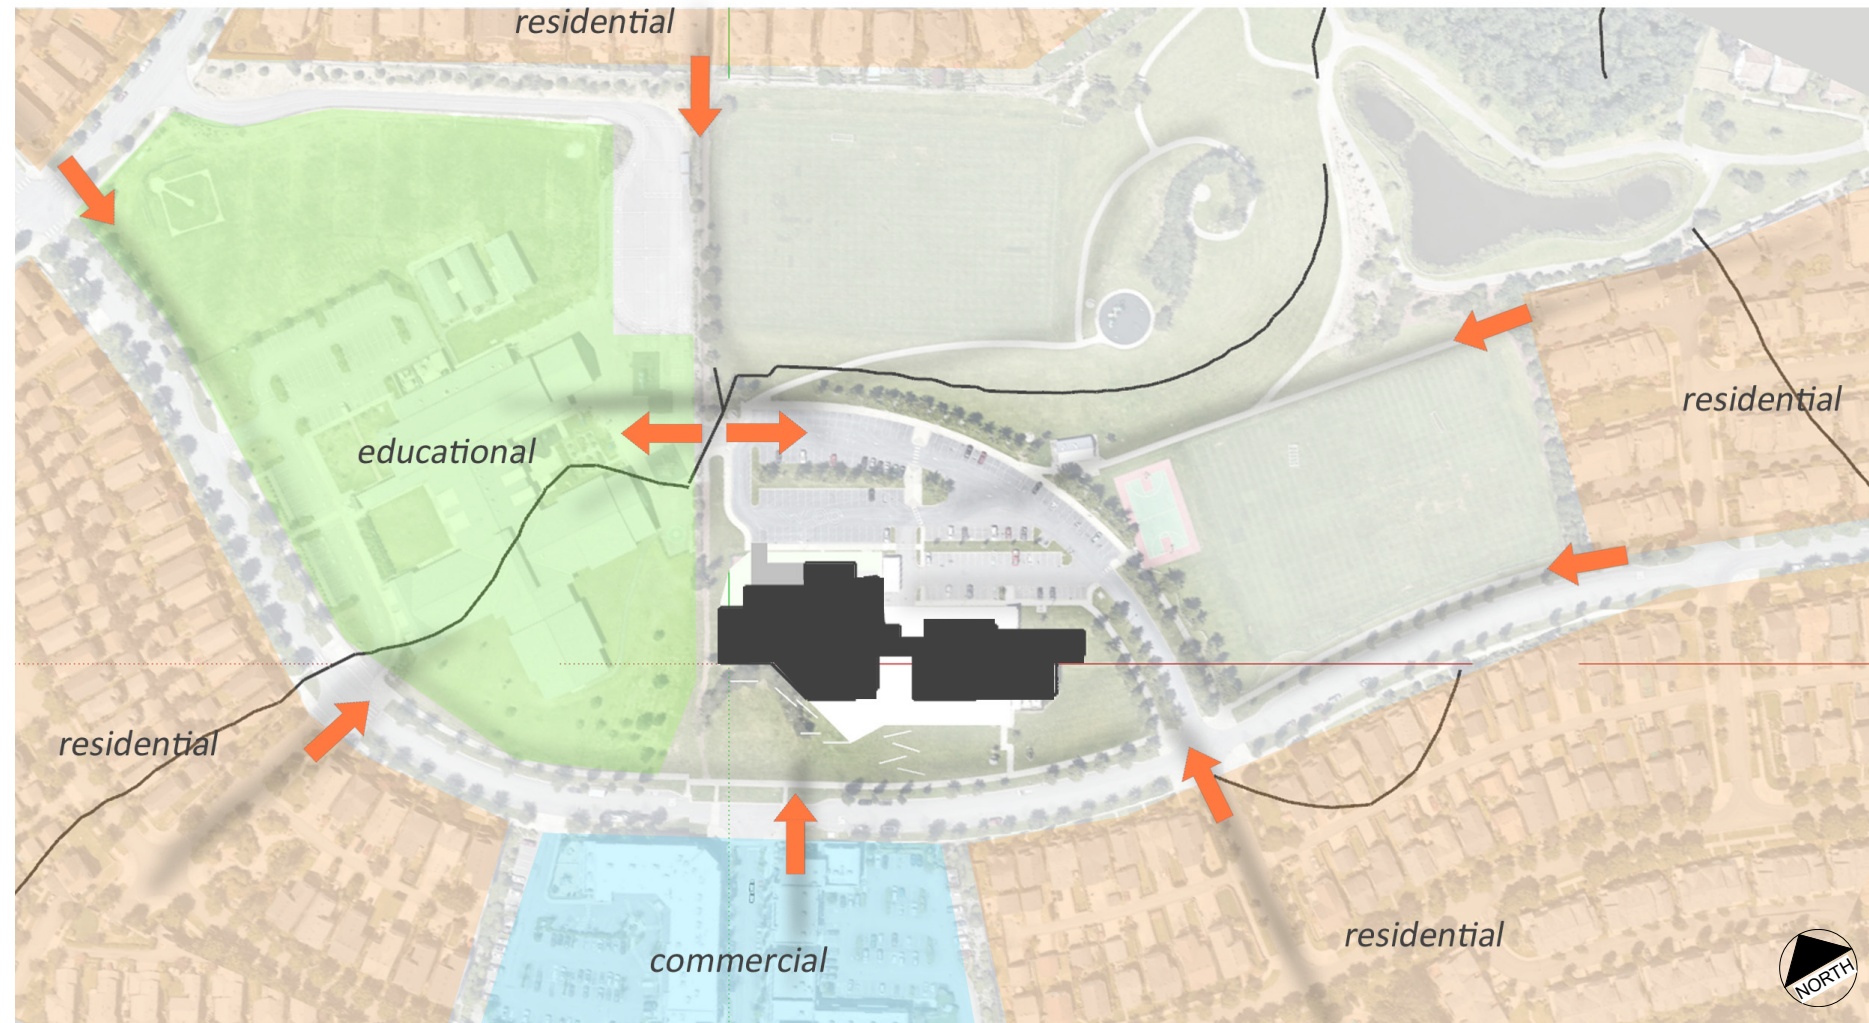 residential
residential
educational
residential
residential
commercial
NORTH